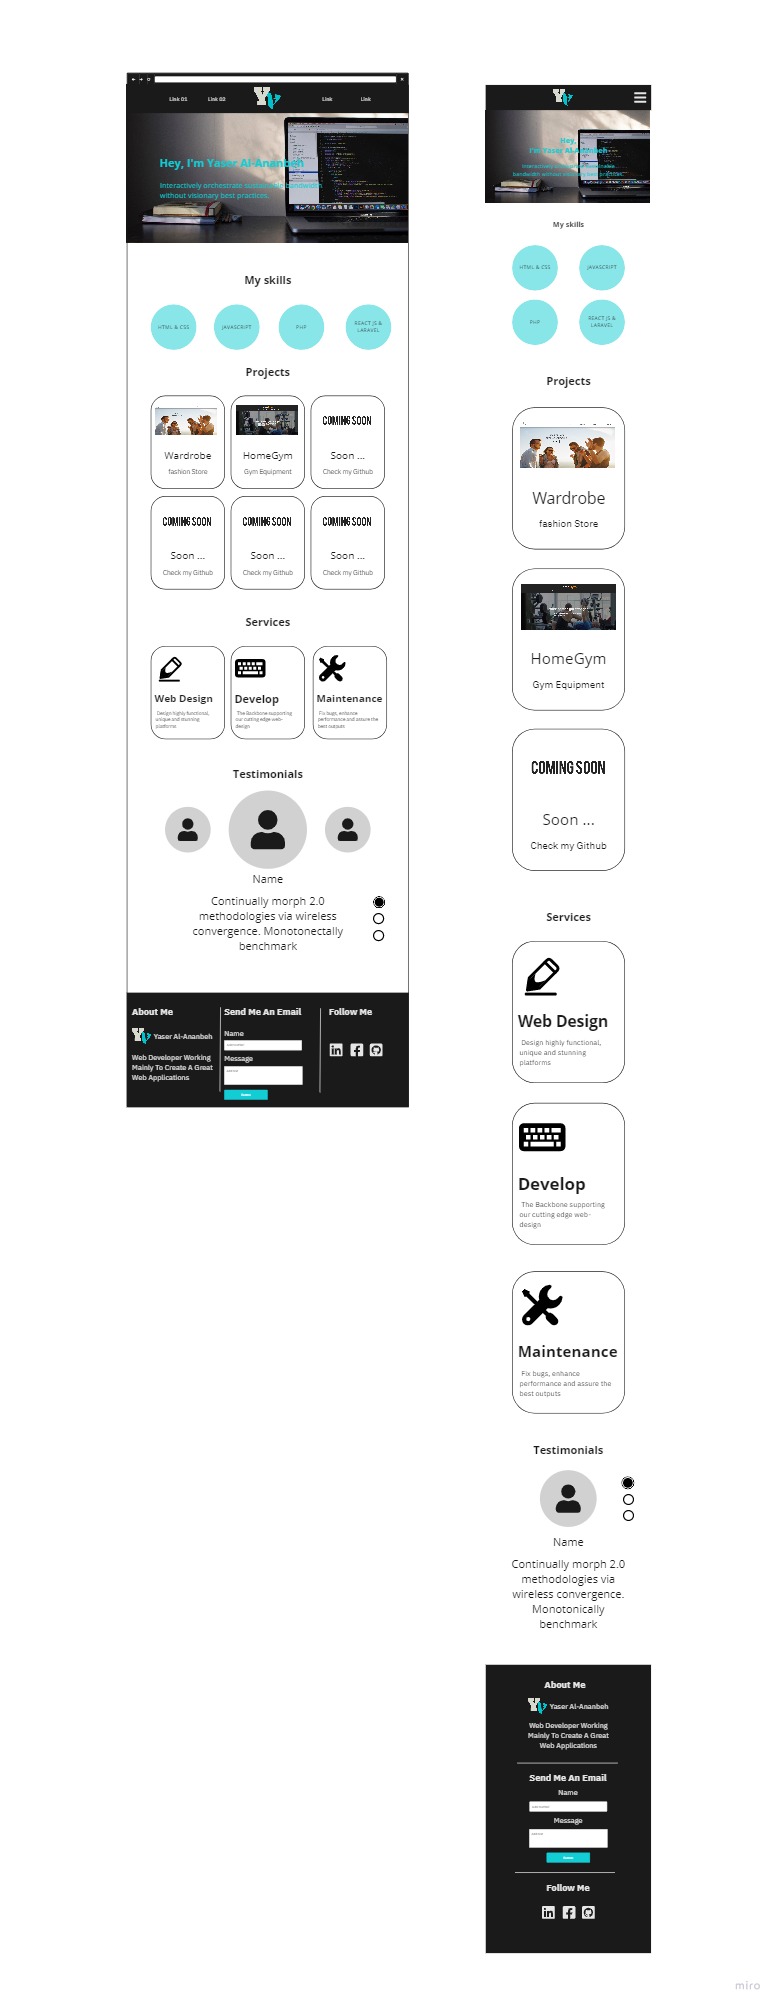 Link 01
Link 02
Link
Link
Hey, I'm Yaser Al-Ananbeh
Interactively orchestrate sustainable bandwidth
without visionary best practices.
My skills
HTML & CSS
JAVASCRIPT
PHP
REACT JS &
LARAVEL
Projects
Wardrobe
fashion Store
HomeGym
Gym Equipment
COMING SOON
Soon ...
Check my Github
COMING SOON
Soon ...
Check my Github
COMING SOON
Soon ...
Check my Github
COMING SOON
Soon ...
Check my Github
Services
Web Design
Design highly functional,
unique and stunning
platforms
Develop
The Backbone supporting
our cutting edge web-
design
Maintenance
Fix bugs, enhance
performance and assure the
best outputs
Testimonials
Name
Continually morph 2.0
methodologies via wireless
convergence. Monotonectally
benchmark
About Me
Yaser Al-Ananbeh
Web Developer Working
Mainly To Create A Great
Web Applications
Send Me An Email
Name
Message
Follow Me
Hey,
I'm Yaser Al-Ananbeh
Interactively orchestrate sustainable
bandwidth without visionary best practices.
My skills
HTML & CSS
JAVASCRIPT
PHP
REACT JS &
LARAVEL
Projects
Wardrobe
fashion Store
HomeGym
Gym Equipment
COMING SOON
Soon ...
Check my Github
Services
Web Design
Design highly functional,
unique and stunning
platforms
Develop
The Backbone supporting
our cutting edge web-
design
Maintenance
Fix bugs, enhance
performance and assure the
best outputs
Testimonials
Name
Continually morph 2.0
methodologies via
wireless convergence.
Monotonically
benchmark
About Me
Yaser Al-Ananbeh
Web Developer Working
Mainly To Create A Great
Web Applications
Send Me An Email
Name
Message
Follow Me
miro